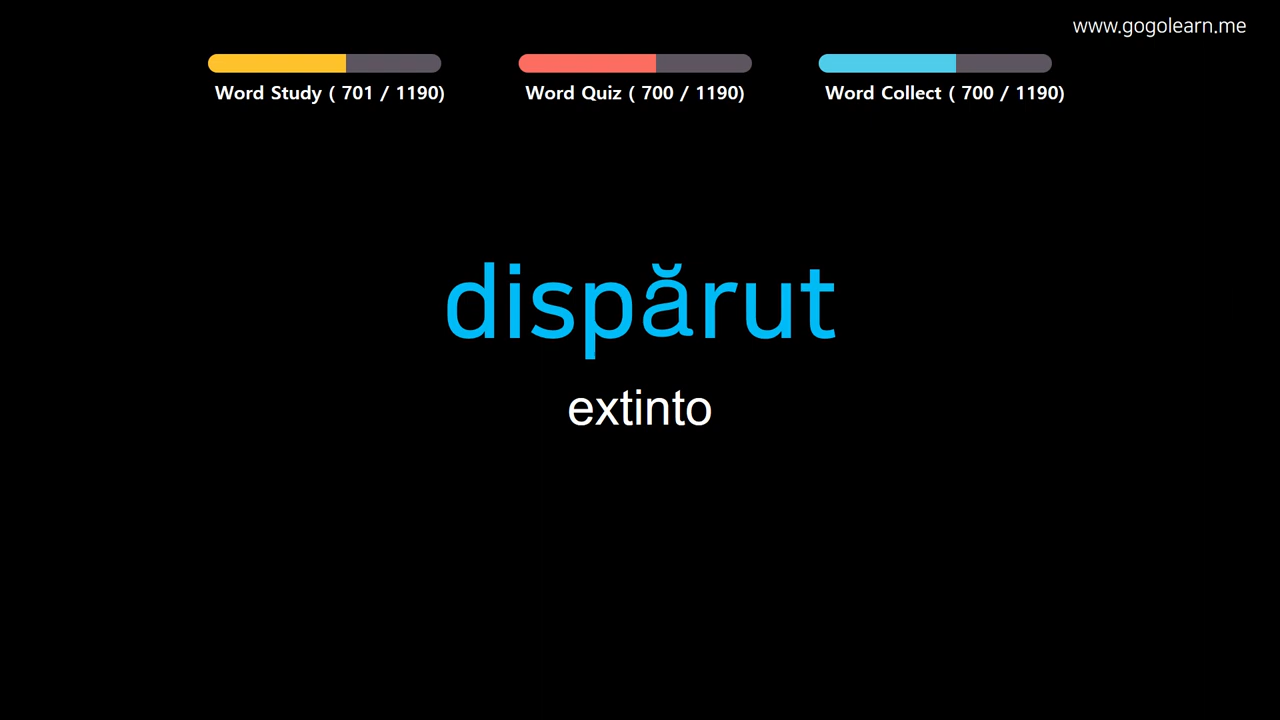 www.gogolearn.me
Word Study ( 701 / 1190)
Word Quiz ( 700 / 1190)
Word Collect ( 700 / 1190)
dispărut
extinto